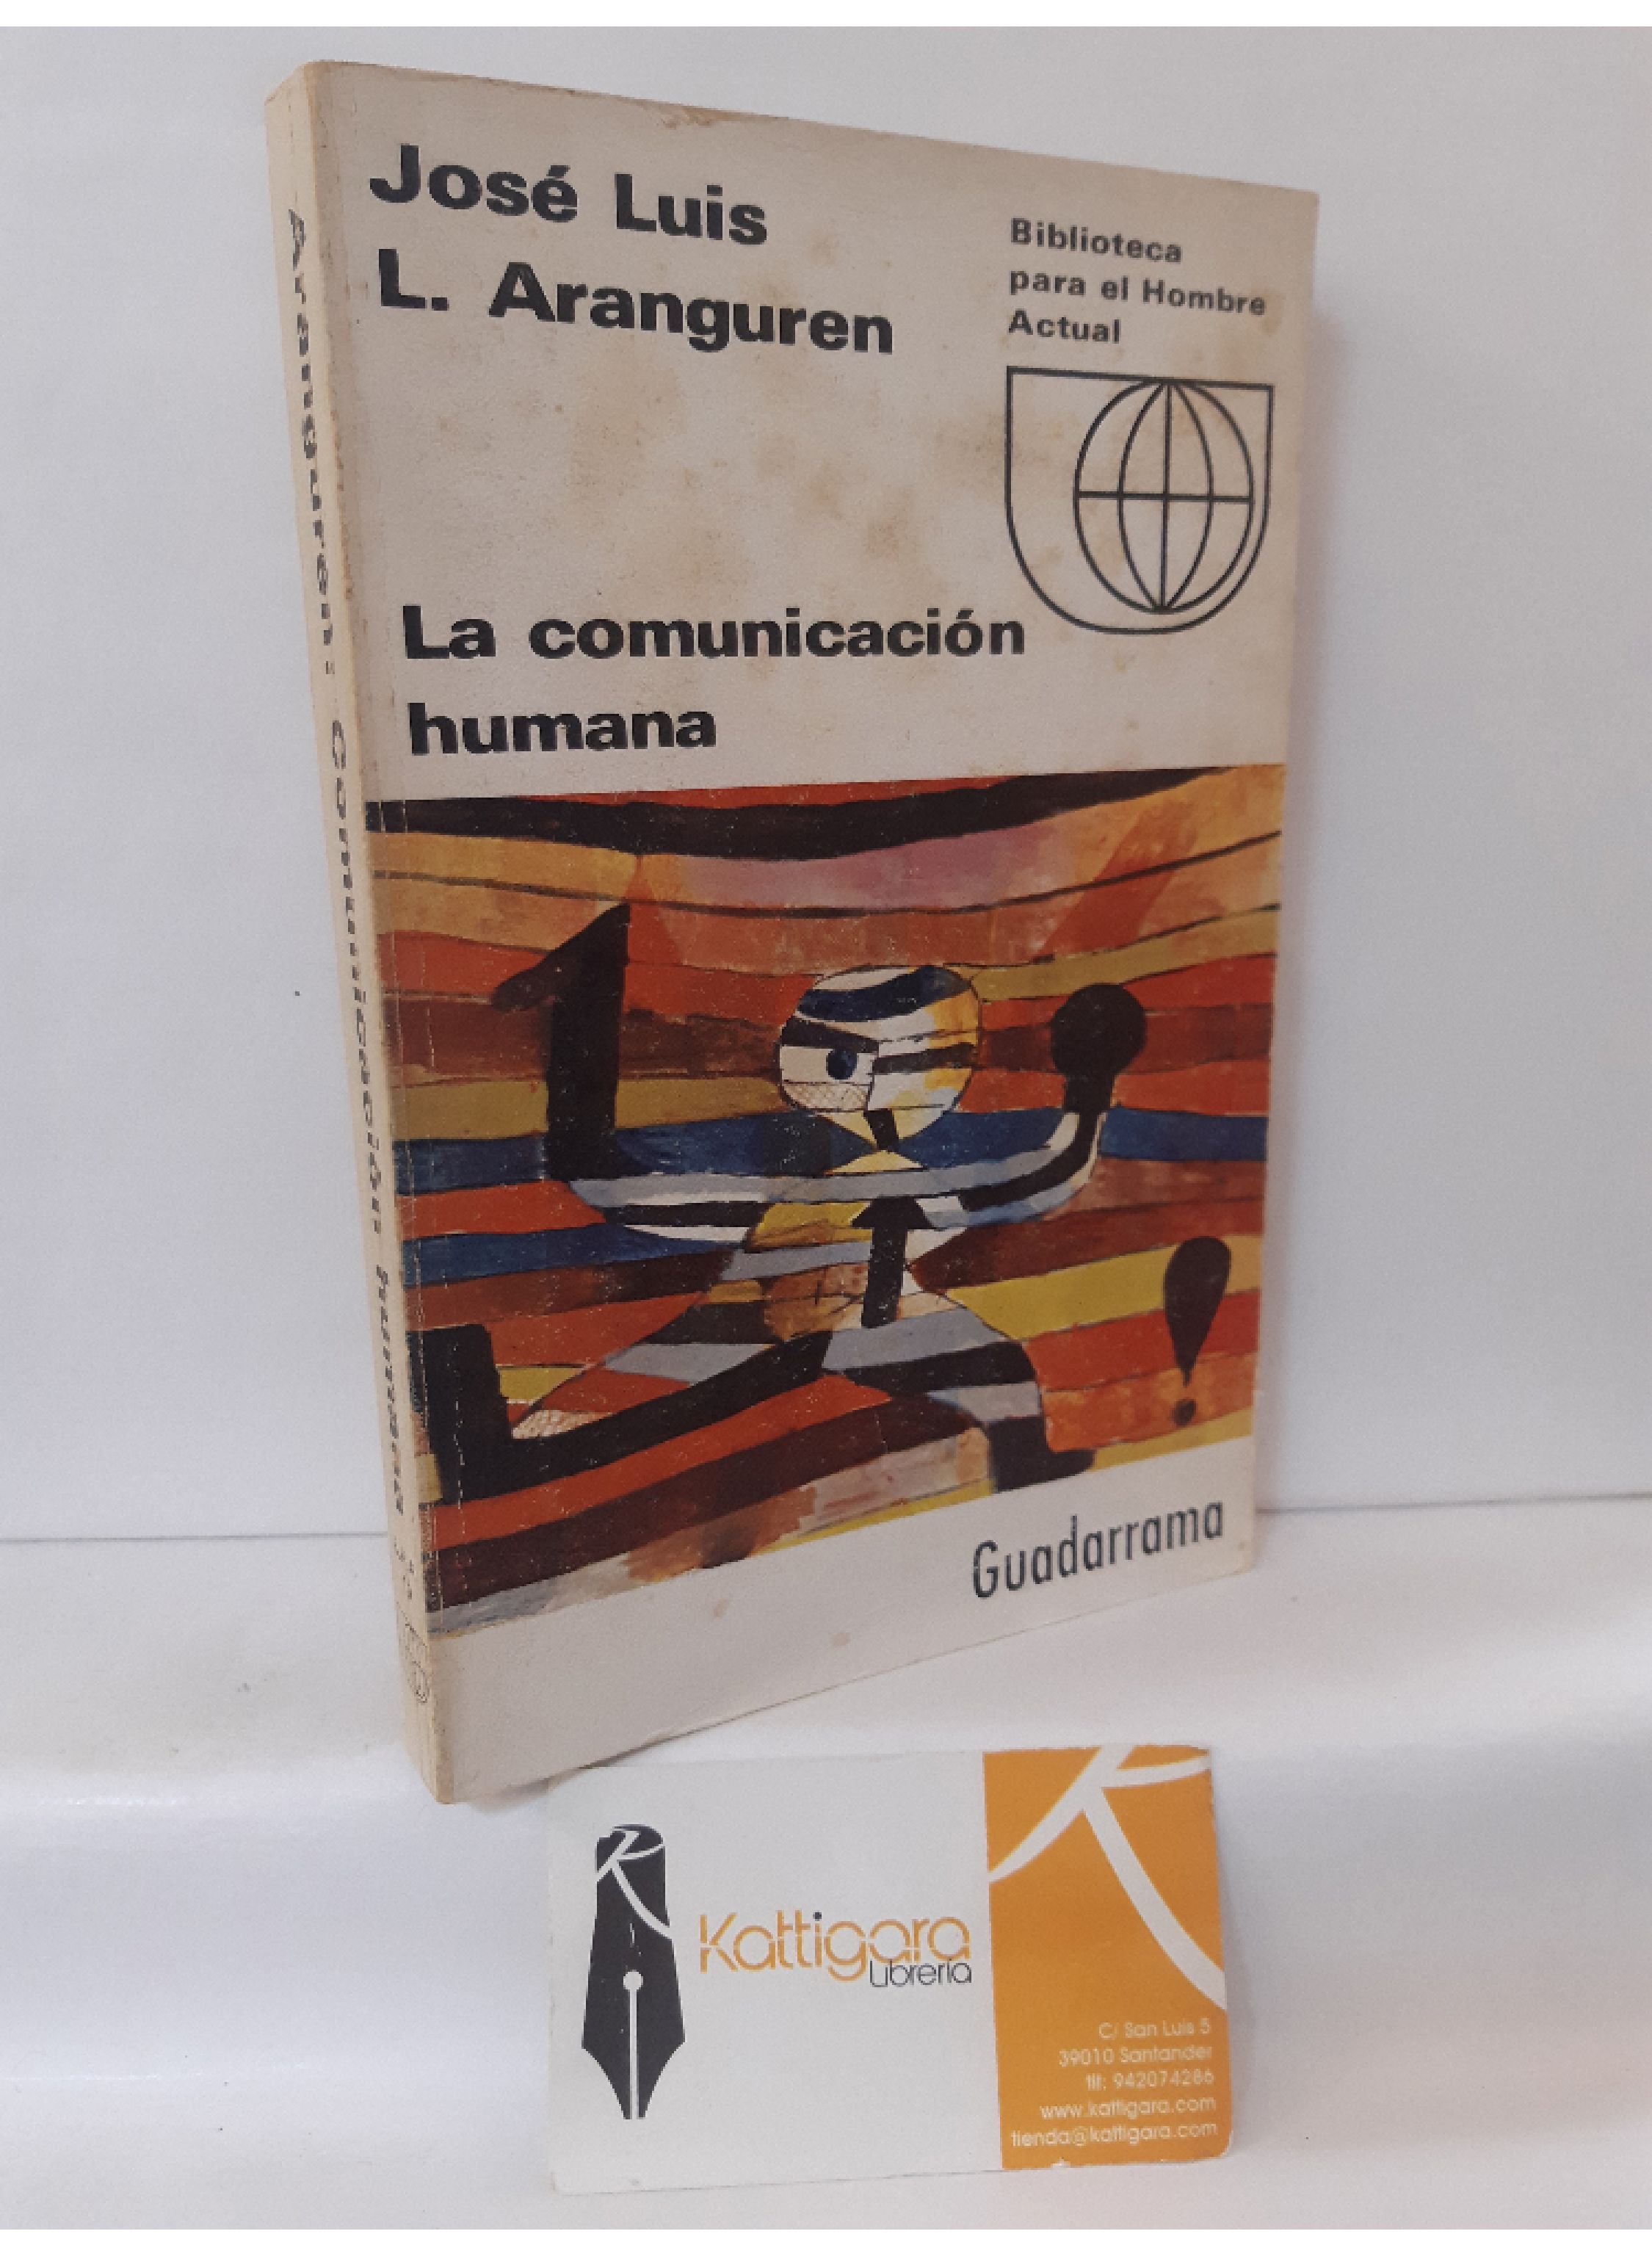 José Luis
L. Aranguren
Biblioteca
para el Hombre
Actual
La comunicación
humana
Guadarrama
Aranguren: Comunicación humana
Kattigara
Librería
C/ San Luis 5
39010 Santander
tlf: 942074286
www.kattigara.com
tienda@kattigara.com